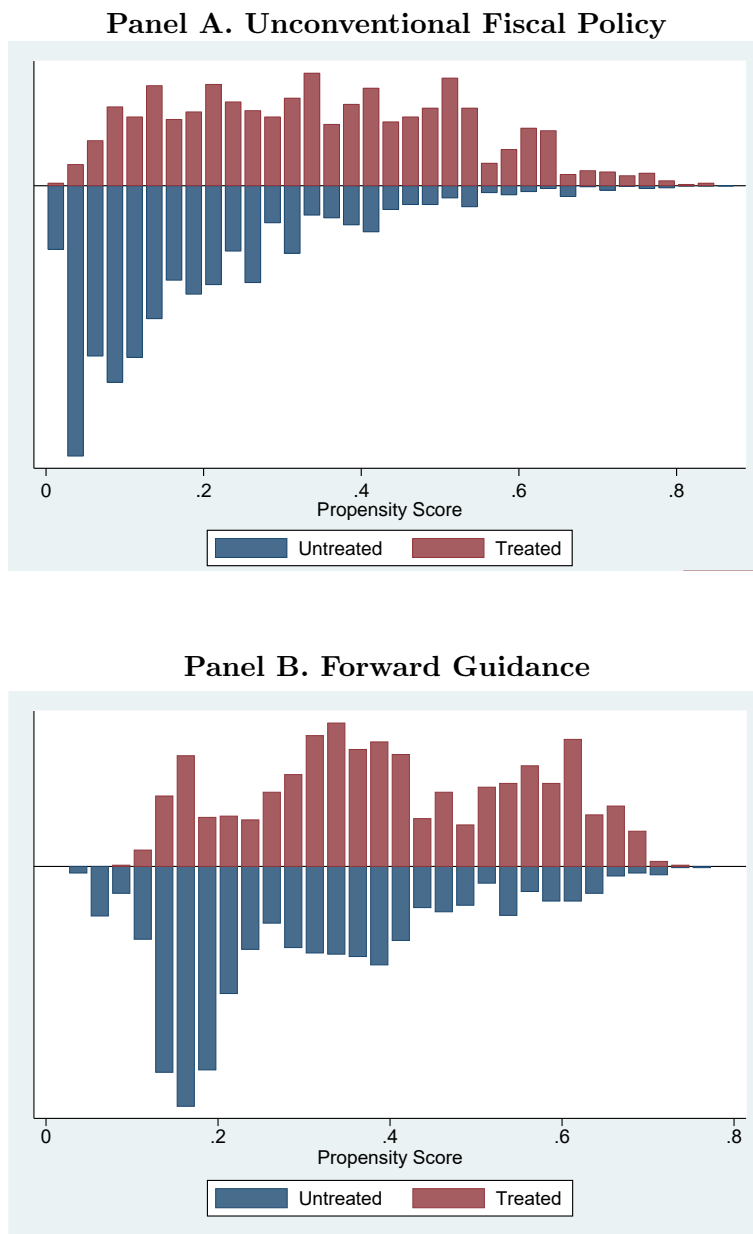 Panel A. Unconventional Fiscal Policy
0 .2 .4 .6 .8
Propensity Score
Untreated Treated
Panel B. Forward Guidance
0 .2 .4 .6 .8
Propensity Score
Untreated Treated